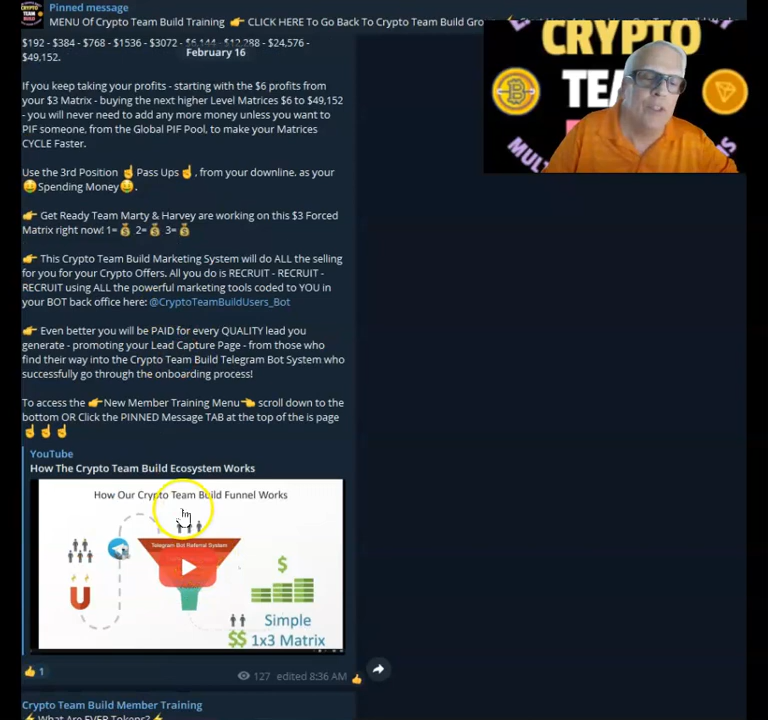 Pinned message
MENU Of Crypto Team Build Training 👉 CLICK HERE To Go Back To Crypto Team Build Gro
$192 - $384 - $768 - $1536 - $3072 - $6,144 - $12,288 - $24,576 -
$49,152.
February 16
If you keep taking your profits - starting with the $6 profits from
your $3 Matrix - buying the next higher Level Matrices $6 to $49,152
- you will never need to add any more money unless you want to
PIF someone, from the Global PIF Pool, to make your Matrices
CYCLE Faster.
Use the 3rd Position ☝️Pass Ups ☝️, from your downline, as your
🤑Spending Money🤑.
👉 Get Ready Team Marty & Harvey are working on this $3 Forced
Matrix right now! 1=💰 2=💰 3=💰
👉 This Crypto Team Build Marketing System will do ALL the selling
for you for your Crypto Offers. All you do is RECRUIT - RECRUIT -
RECRUIT using ALL the powerful marketing tools coded to YOU in
your BOT back office here: @CryptoTeamBuildUsers_Bot
👉 Even better you will be PAID for every QUALITY lead you
generate - promoting your Lead Capture Page - from those who
find their way into the Crypto Team Build Telegram Bot System who
successfully go through the onboarding process!
To access the 👉New Member Training Menu👈 scroll down to the
bottom OR Click the PINNED Message TAB at the top of the is page
☝️☝️☝️
YouTube
How The Crypto Team Build Ecosystem Works
How Our Crypto Team Build Funnel Works
Telegram Bot Referral System
$
Simple
$$ 1x3 Matrix
👍 1
127 edited 8:36 AM
Crypto Team Build Member Training
⚡ What Are EVER Tokens? ⚡
CRYPTO
TEA
MUL